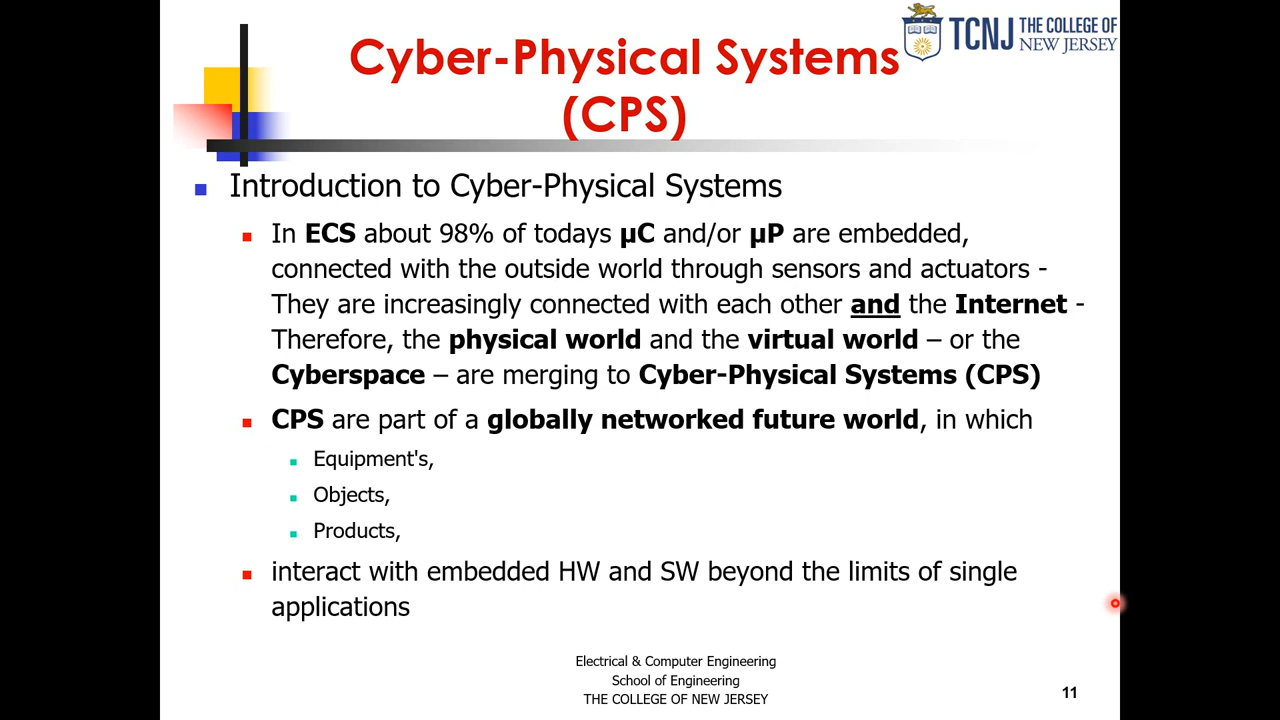 TCNJ THE COLLEGE OF
NEW JERSEY
Cyber-Physical Systems
(CPS)
Introduction to Cyber-Physical Systems
In ECS about 98% of todays µC and/or µP are embedded,
connected with the outside world through sensors and actuators -
They are increasingly connected with each other and the Internet -
Therefore, the physical world and the virtual world – or the
Cyberspace – are merging to Cyber-Physical Systems (CPS)
CPS are part of a globally networked future world, in which
Equipment's,
Objects,
Products,
interact with embedded HW and SW beyond the limits of single
applications
Electrical & Computer Engineering
School of Engineering
THE COLLEGE OF NEW JERSEY
11